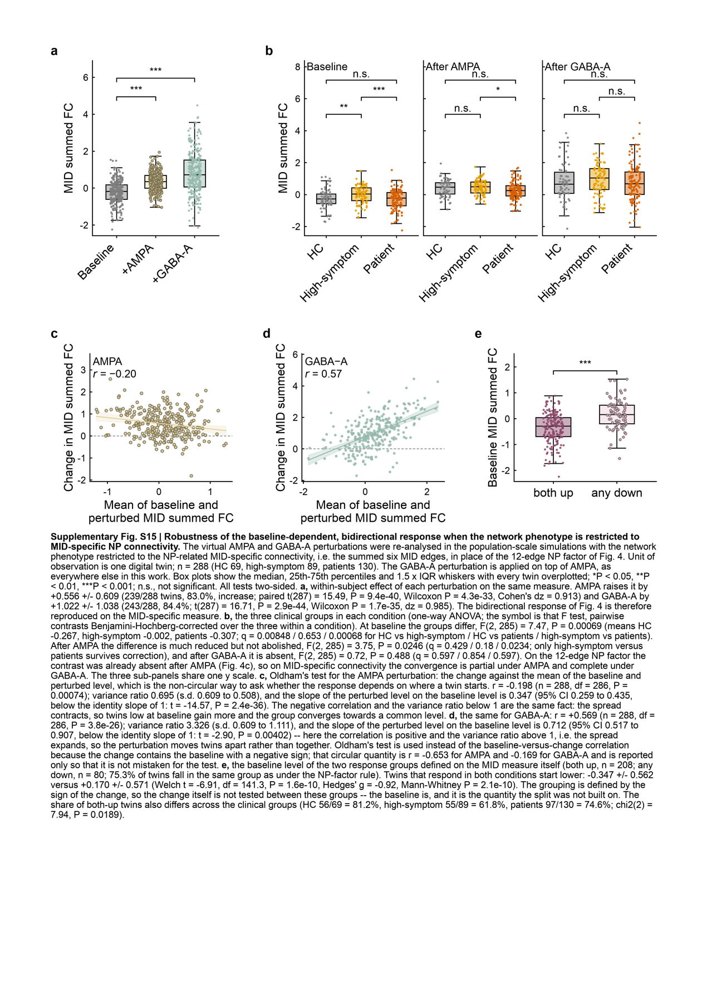 a
MID summed FC
6
4
2
0
-2
***
***
Baseline
+AMPA
+GABA-A
b
MID summed FC
8
6
4
2
0
-2
Baseline
n.s.
***
**
HC
High-symptom
Patient
After AMPA
n.s.
*
n.s.
HC
High-symptom
Patient
After GABA-A
n.s.
n.s.
n.s.
HC
High-symptom
Patient
c
Change in MID summed FC
AMPA
r = −0.20
3
2
1
0
-1
-2
-1
0
1
Mean of baseline and
perturbed MID summed FC
d
Change in MID summed FC
GABA−A
r = 0.57
6
4
2
0
-2
-2
0
2
Mean of baseline and
perturbed MID summed FC
e
Baseline MID summed FC
***
2
1
0
-1
-2
both up
any down
Supplementary Fig. S15 | Robustness of the baseline-dependent, bidirectional response when the network phenotype is restricted to
MID-specific NP connectivity. The virtual AMPA and GABA-A perturbations were re-analysed in the population-scale simulations with the network
phenotype restricted to the NP-related MID-specific connectivity, i.e. the summed six MID edges, in place of the 12-edge NP factor of Fig. 4. Unit of
observation is one digital twin; n = 288 (HC 69, high-symptom 89, patients 130). The GABA-A perturbation is applied on top of AMPA, as
everywhere else in this work. Box plots show the median, 25th-75th percentiles and 1.5 x IQR whiskers with every twin overplotted; *P < 0.05, **P
< 0.01, ***P < 0.001; n.s., not significant. All tests two-sided. a, within-subject effect of each perturbation on the same measure. AMPA raises it by
+0.556 +/- 0.609 (239/288 twins, 83.0%, increase; paired t(287) = 15.49, P = 9.4e-40, Wilcoxon P = 4.3e-33, Cohen's dz = 0.913) and GABA-A by
+1.022 +/- 1.038 (243/288, 84.4%; t(287) = 16.71, P = 2.9e-44, Wilcoxon P = 1.7e-35, dz = 0.985). The bidirectional response of Fig. 4 is therefore
reproduced on the MID-specific measure. b, the three clinical groups in each condition (one-way ANOVA; the symbol is that F test, pairwise
contrasts Benjamini-Hochberg-corrected over the three within a condition). At baseline the groups differ, F(2, 285) = 7.47, P = 0.00069 (means HC
-0.267, high-symptom -0.002, patients -0.307; q = 0.00848 / 0.653 / 0.00068 for HC vs high-symptom / HC vs patients / high-symptom vs patients).
After AMPA the difference is much reduced but not abolished, F(2, 285) = 3.75, P = 0.0246 (q = 0.429 / 0.18 / 0.0234; only high-symptom versus
patients survives correction), and after GABA-A it is absent, F(2, 285) = 0.72, P = 0.488 (q = 0.597 / 0.854 / 0.597). On the 12-edge NP factor the
contrast was already absent after AMPA (Fig. 4c), so on MID-specific connectivity the convergence is partial under AMPA and complete under
GABA-A. The three sub-panels share one y scale. c, Oldham's test for the AMPA perturbation: the change against the mean of the baseline and
perturbed level, which is the non-circular way to ask whether the response depends on where a twin starts. r = -0.198 (n = 288, df = 286, P =
0.00074); variance ratio 0.695 (s.d. 0.609 to 0.508), and the slope of the perturbed level on the baseline level is 0.347 (95% CI 0.259 to 0.435,
below the identity slope of 1: t = -14.57, P = 2.4e-36). The negative correlation and the variance ratio below 1 are the same fact: the spread
contracts, so twins low at baseline gain more and the group converges towards a common level. d, the same for GABA-A: r = +0.569 (n = 288, df =
286, P = 3.8e-26); variance ratio 3.326 (s.d. 0.609 to 1.111), and the slope of the perturbed level on the baseline level is 0.712 (95% CI 0.517 to
0.907, below the identity slope of 1: t = -2.90, P = 0.00402) -- here the correlation is positive and the variance ratio above 1, i.e. the spread
expands, so the perturbation moves twins apart rather than together. Oldham's test is used instead of the baseline-versus-change correlation
because the change contains the baseline with a negative sign; that circular quantity is r = -0.653 for AMPA and -0.169 for GABA-A and is reported
only so that it is not mistaken for the test. e, the baseline level of the two response groups defined on the MID measure itself (both up, n = 208; any
down, n = 80; 75.3% of twins fall in the same group as under the NP-factor rule). Twins that respond in both conditions start lower: -0.347 +/- 0.562
versus +0.170 +/- 0.571 (Welch t = -6.91, df = 141.3, P = 1.6e-10, Hedges' g = -0.92, Mann-Whitney P = 2.1e-10). The grouping is defined by the
sign of the change, so the change itself is not tested between these groups -- the baseline is, and it is the quantity the split was not built on. The
share of both-up twins also differs across the clinical groups (HC 56/69 = 81.2%, high-symptom 55/89 = 61.8%, patients 97/130 = 74.6%; chi2(2) =
7.94, P = 0.0189).